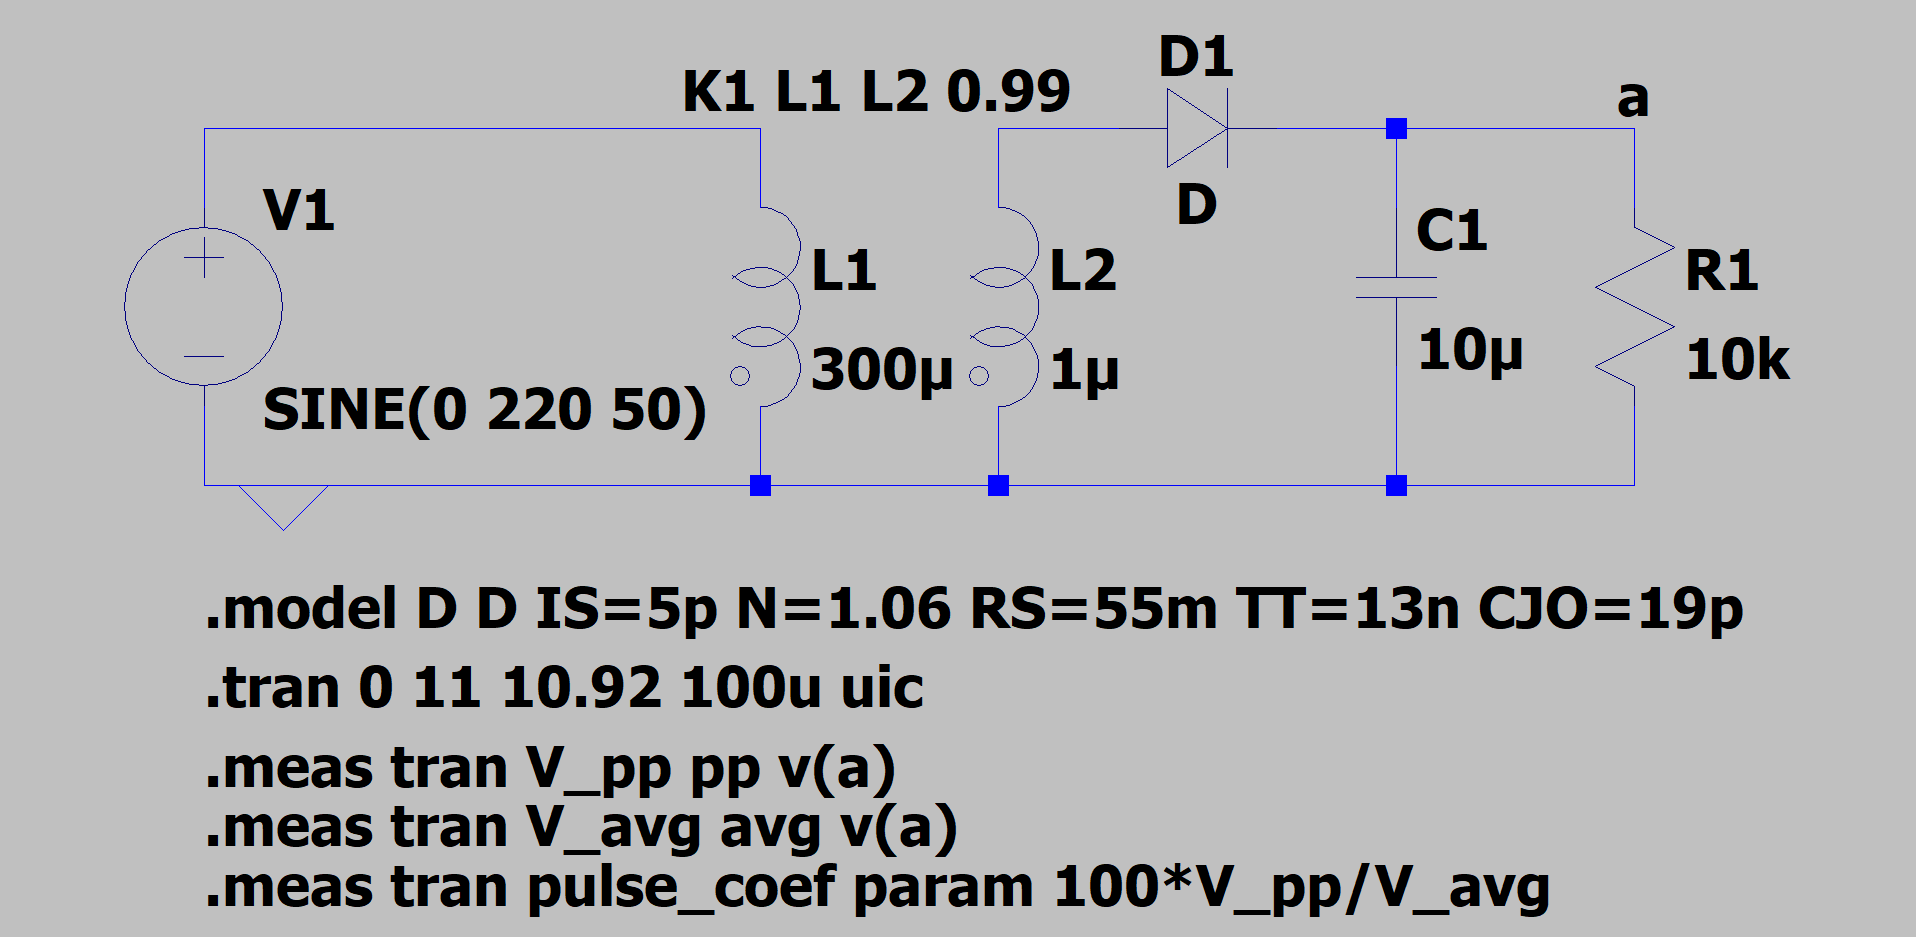 K1 L1 L2 0.99
D1
a
V1
D
C1
L1
L2
R1
300µ
1µ
10µ
10k
SINE(0 220 50)
.model D D IS=5p N=1.06 RS=55m TT=13n CJO=19p
.tran 0 11 10.92 100u uic
.meas tran V_pp pp v(a)
.meas tran V_avg avg v(a)
.meas tran pulse_coef param 100*V_pp/V_avg